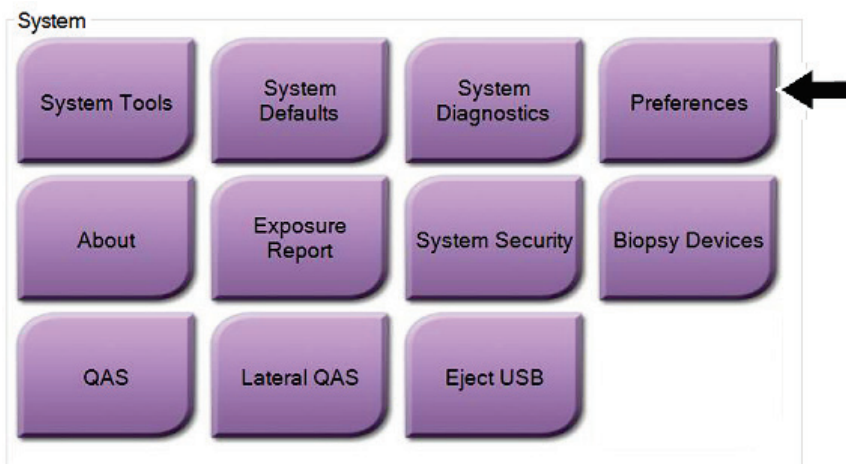 System
System Tools
System
Defaults
System
Diagnostics
Preferences
About
Exposure
Report
System Security
Biopsy Devices
QAS
Lateral QAS
Eject USB